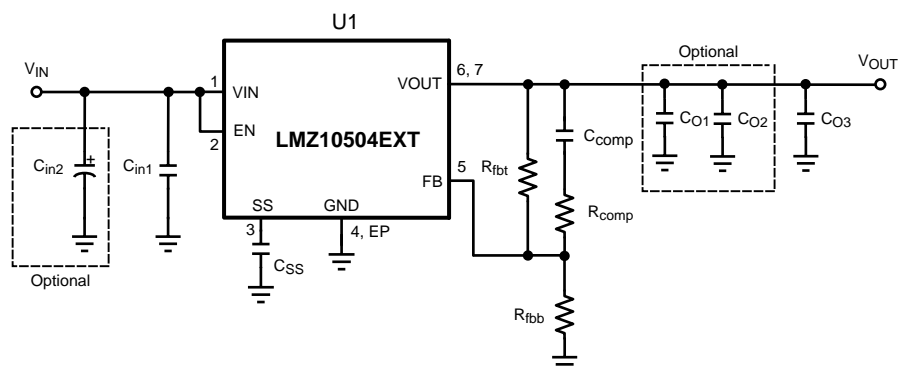 U1
Optional
VIN
VOUT
1
VIN
VOUT
6, 7
EN
2
LMZ10504EXT
Cin2
+
Cin1
FB
5
Rfbt
Ccomp
Rcomp
CO1
CO2
CO3
SS
GND
3
4, EP
CSS
Optional
Rfbb